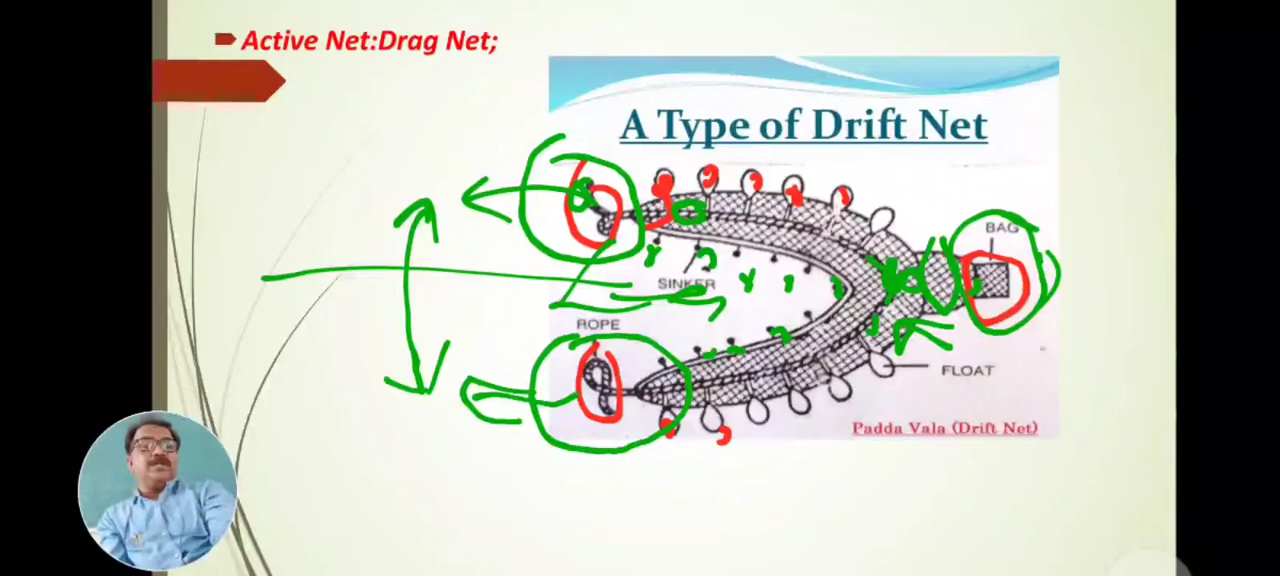 Active Net:Drag Net;
A Type of Drift Net
BAG
SINKER
ROPE
FLOAT
Padda Vala (Drift Net)